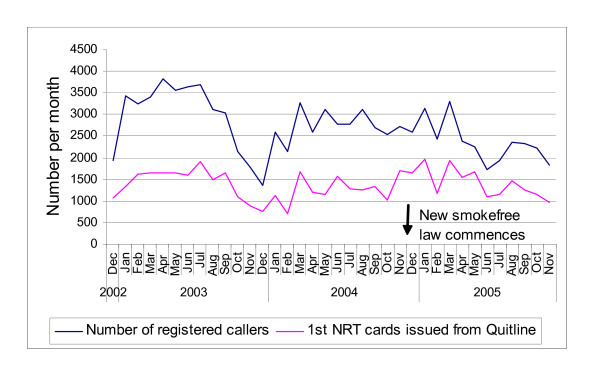 4500
4000
3500
3000
2500
2000
1500
1000
500
0
Number per month
New smokefree
law commences
Dec Jan Feb Mar Apr May Jun Jul Aug Sep Oct Nov Dec Jan Feb Mar Apr May Jun Jul Aug Sep Oct Nov Dec Jan Feb Mar Apr May Jun Jul Aug Sep Oct Nov
2002 2003 2004 2005
Number of registered callers 1st NRT cards issued from Quitline